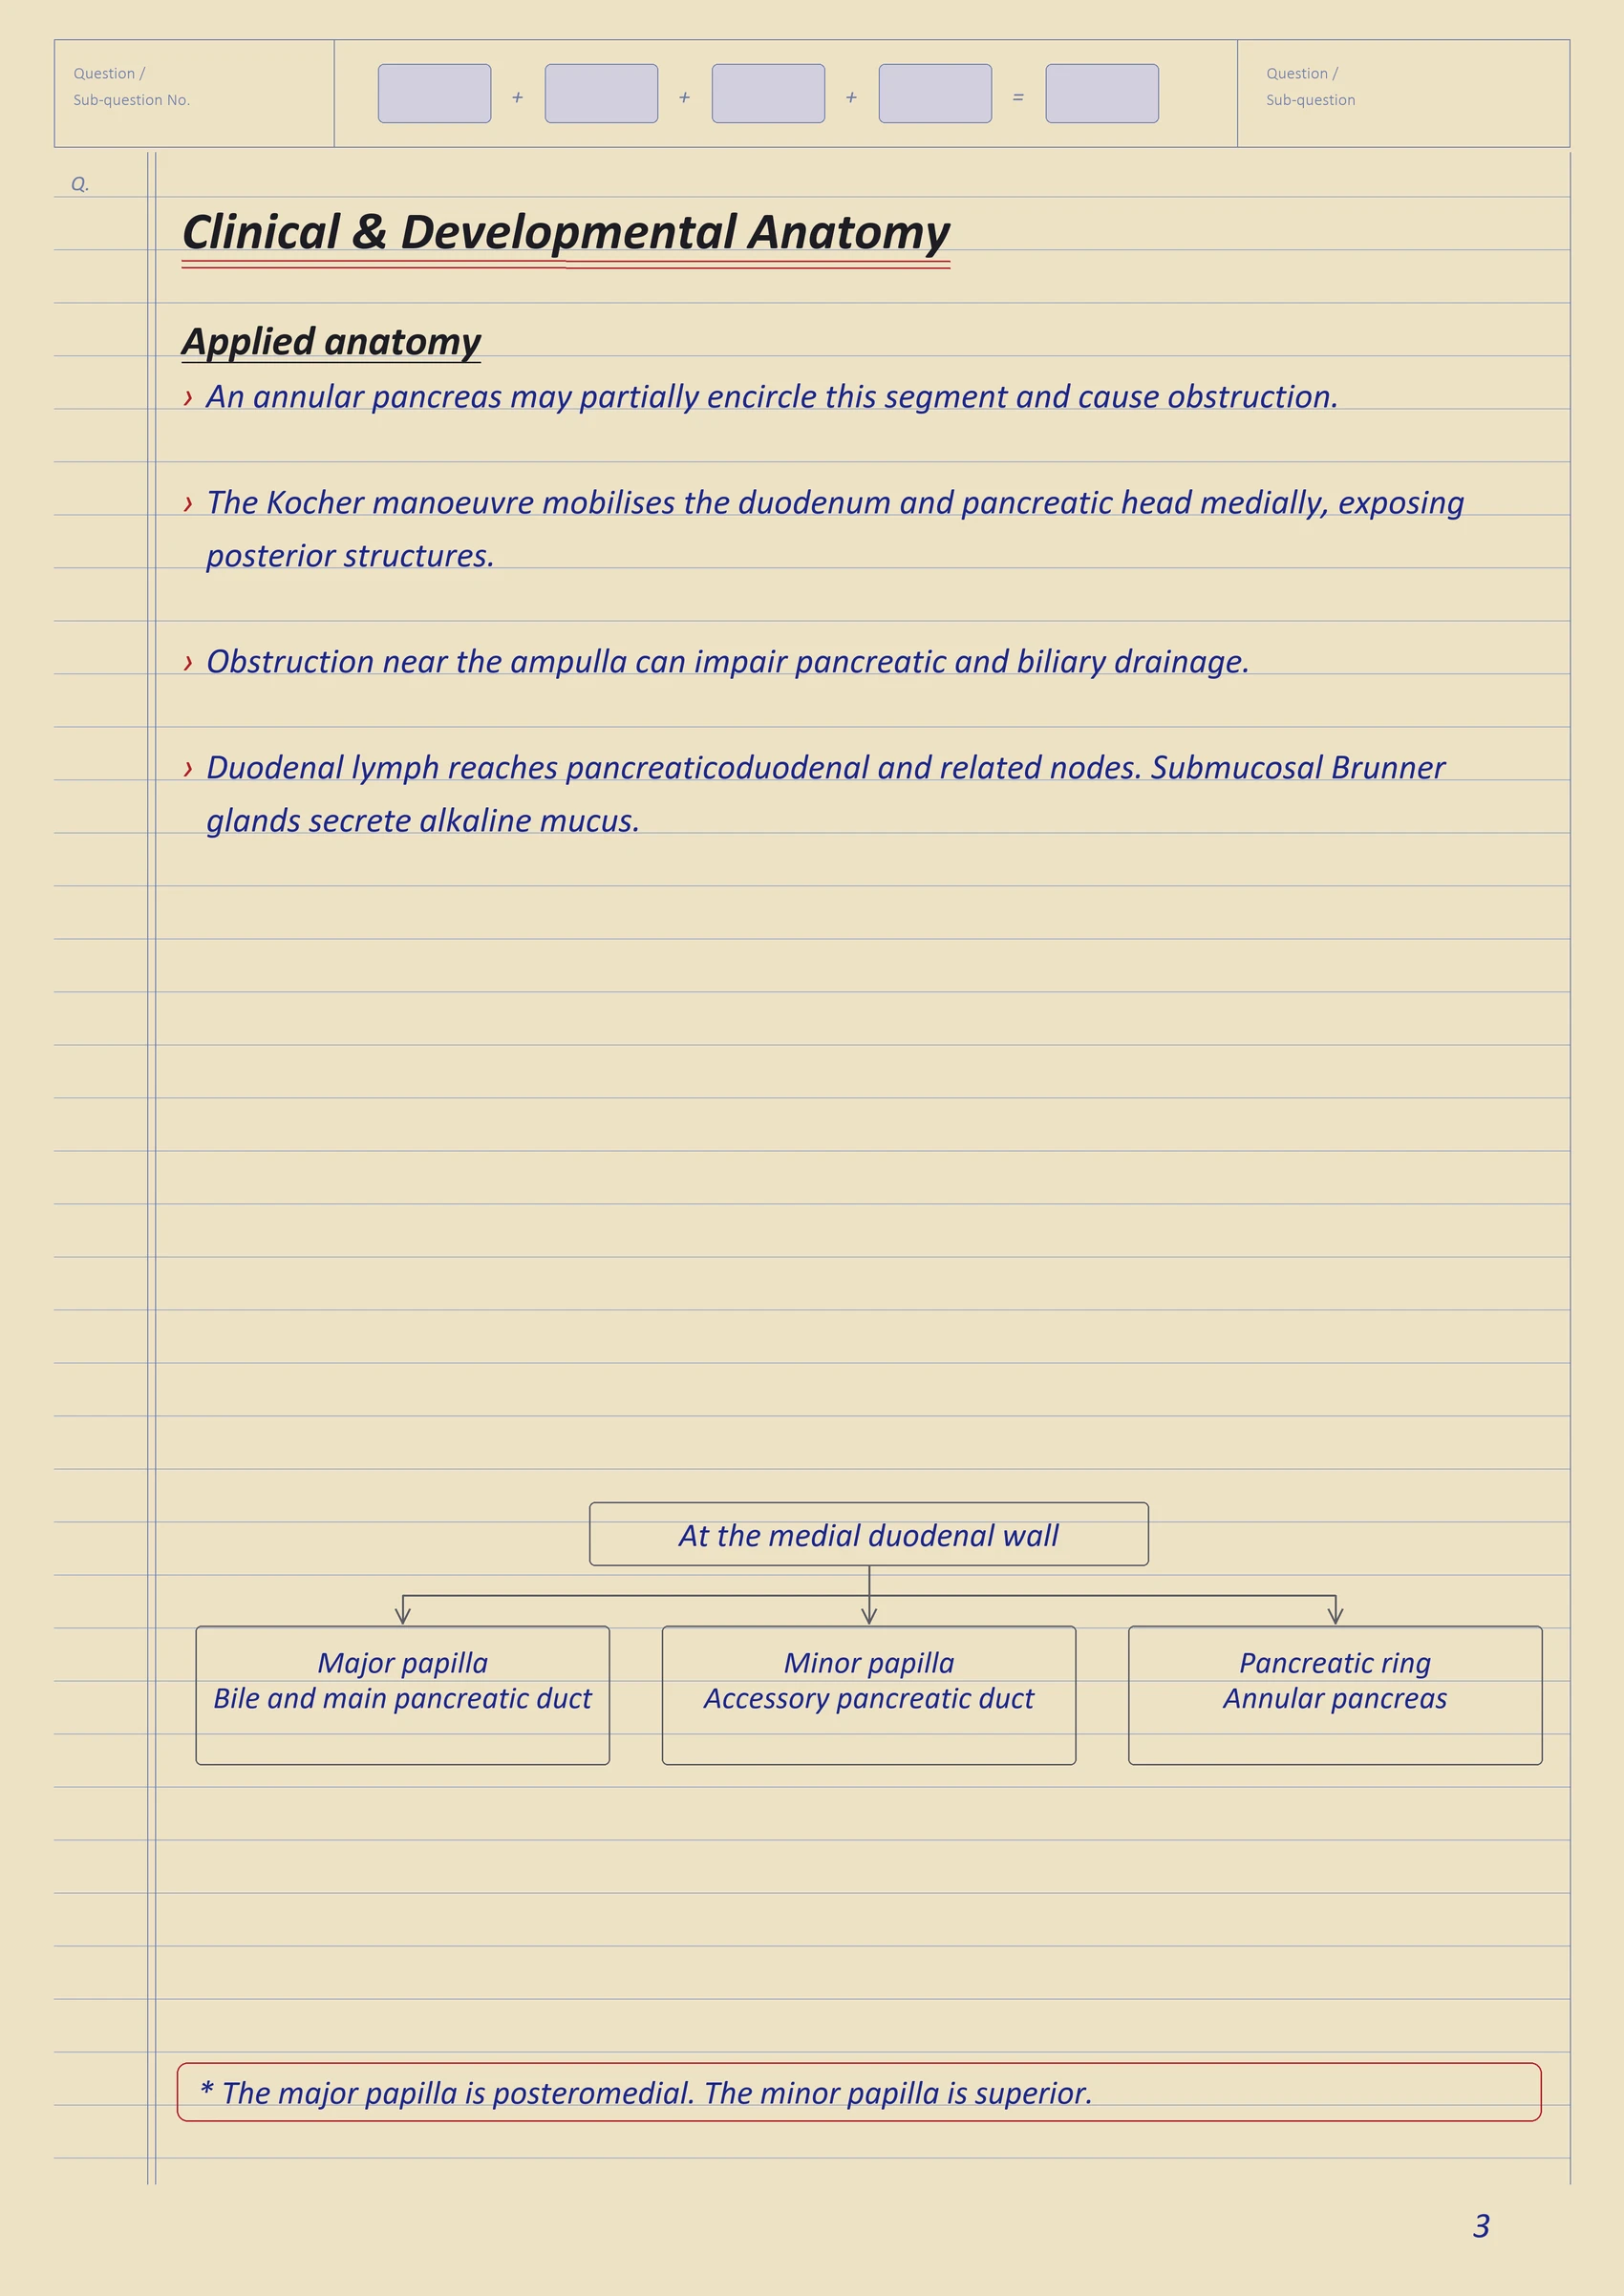 Question /
Sub-question No.
+ + + =
Question /
Sub-question
Q.
Clinical & Developmental Anatomy
Applied anatomy
› An annular pancreas may partially encircle this segment and cause obstruction.
› The Kocher manoeuvre mobilises the duodenum and pancreatic head medially, exposing
posterior structures.
› Obstruction near the ampulla can impair pancreatic and biliary drainage.
› Duodenal lymph reaches pancreaticoduodenal and related nodes. Submucosal Brunner
glands secrete alkaline mucus.
At the medial duodenal wall
Major papilla
Bile and main pancreatic duct
Minor papilla
Accessory pancreatic duct
Pancreatic ring
Annular pancreas
* The major papilla is posteromedial. The minor papilla is superior.
3